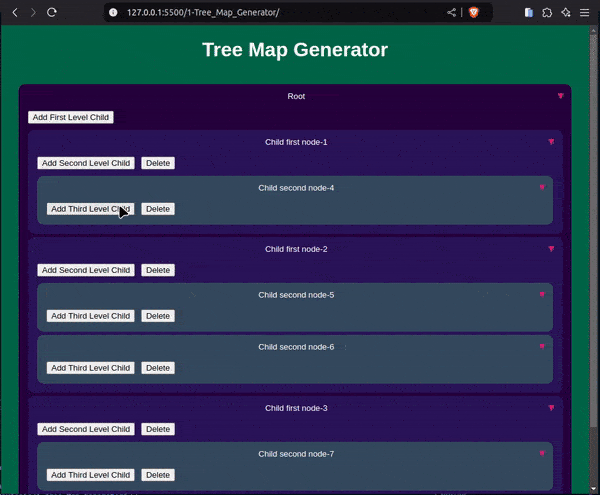 127.0.0.1:5500/1-Tree_Map_Generator/
Tree Map Generator
Root
Add First Level Child
Child first node-1
Add Second Level Child Delete
Child second node-4
Add Third Level Child Delete
Child first node-2
Add Second Level Child Delete
Child second node-5
Add Third Level Child Delete
Child second node-6
Add Third Level Child Delete
Child first node-3
Add Second Level Child Delete
Child second node-7
Add Third Level Child Delete